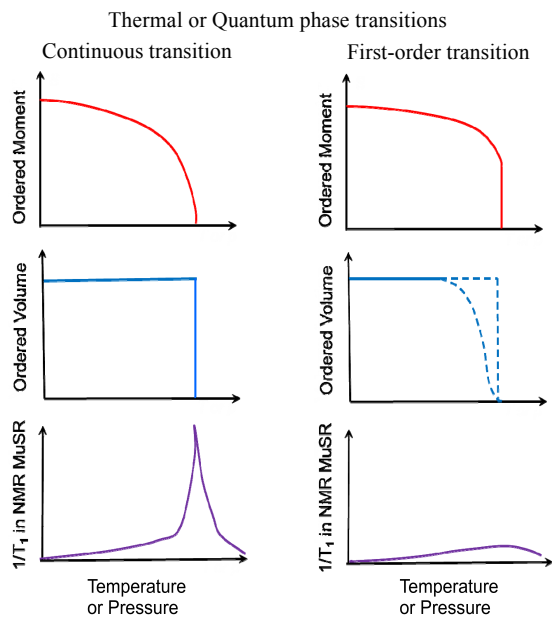 Thermal or Quantum phase transitions
Continuous transition
First-order transition
Ordered Moment
Ordered Moment
Ordered Volume
Ordered Volume
1/T₁ in NMR MuSR
1/T₁ in NMR MuSR
Temperature
or Pressure
Temperature
or Pressure